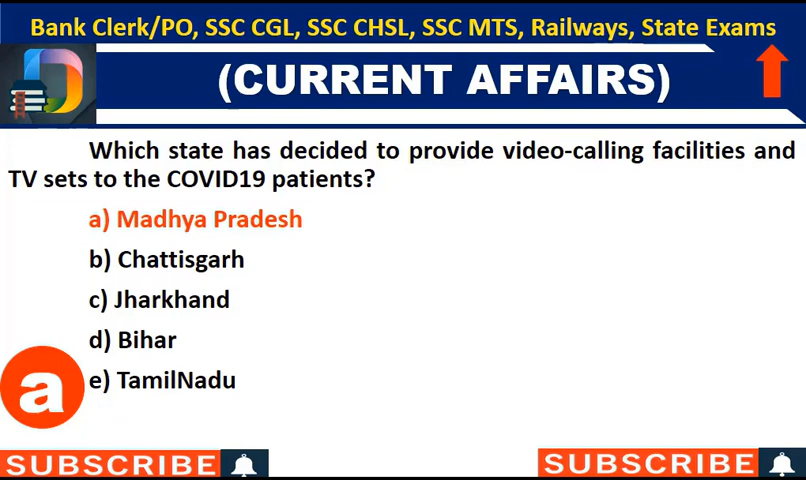 Bank Clerk/PO, SSC CGL, SSC CHSL, SSC MTS, Railways, State Exams
(CURRENT AFFAIRS)
Which state has decided to provide video-calling facilities and
TV sets to the COVID19 patients?
a) Madhya Pradesh
b) Chattisgarh
c) Jharkhand
d) Bihar
e) TamilNadu
a
SUBSCRIBE
SUBSCRIBE